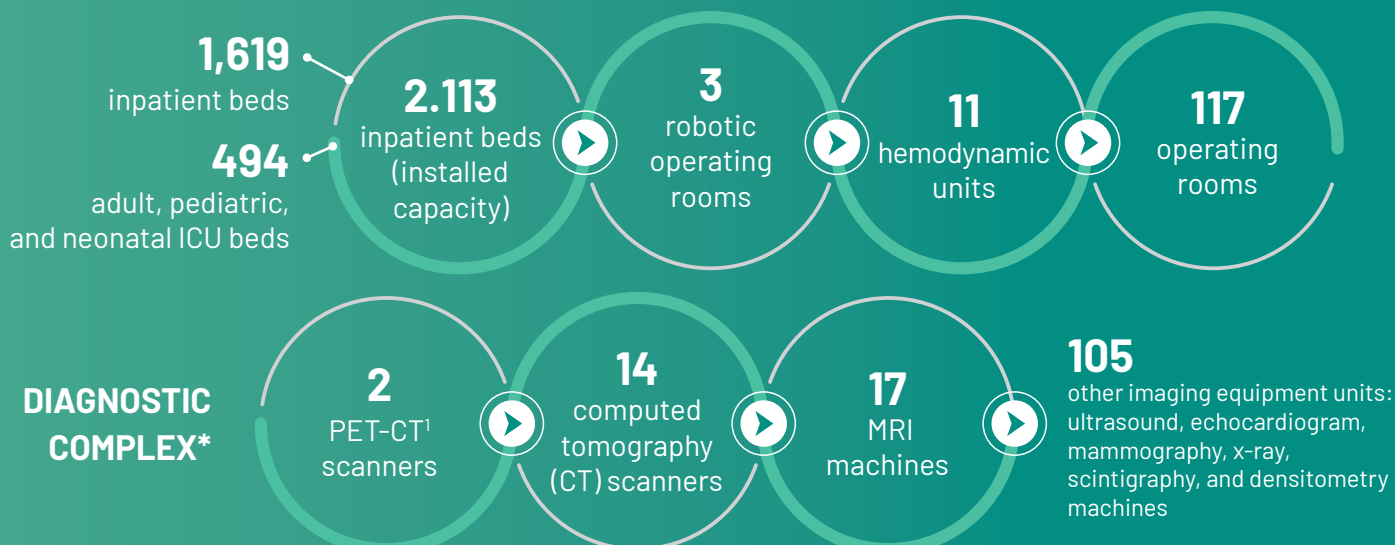 1,619
inpatient beds
494
adult, pediatric,
and neonatal ICU beds
2.113
inpatient beds
(installed
capacity)
3
robotic
operating
rooms
11
hemodynamic
units
117
operating
rooms
DIAGNOSTIC
COMPLEX*
2
PET-CT¹
scanners
14
computed
tomography
(CT) scanners
17
MRI
machines
105
other imaging equipment units:
ultrasound, echocardiogram,
mammography, x-ray,
scintigraphy, and densitometry
machines